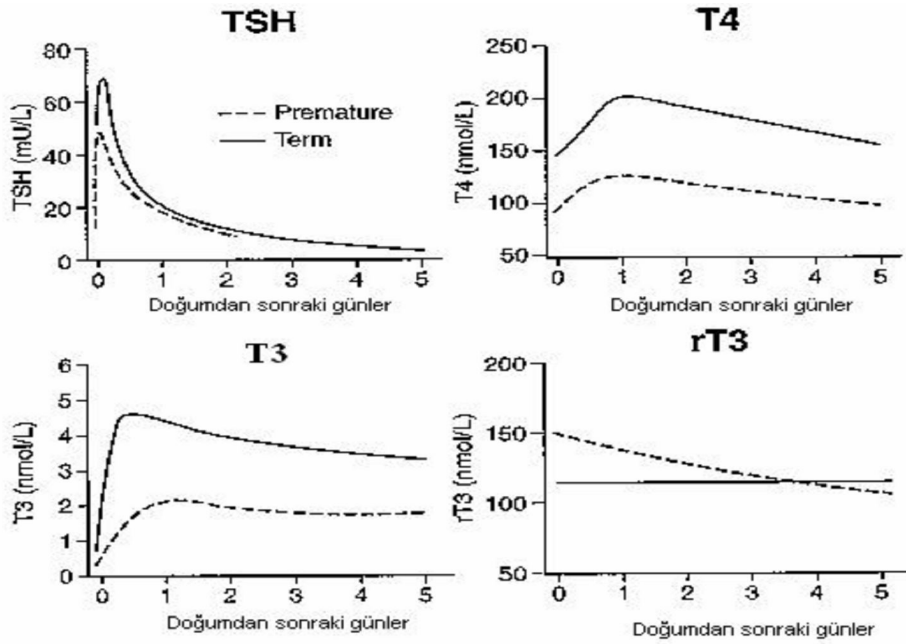 TSH
TSH (mU/L)
80
60
40
20
0
Premature
Term
0 1 2 3 4 5
Doğumdan sonraki günler
T4
T4 (nmol/L)
250
200
150
100
50
0 1 2 3 4 5
Doğumdan sonraki günler
T3
T3 (nmol/L)
6
5
4
3
2
1
0
0 1 2 3 4 5
Doğumdan sonraki günler
rT3
rT3 (nmol/L)
200
150
100
50
0 1 2 3 4 5
Doğumdan sonraki günler